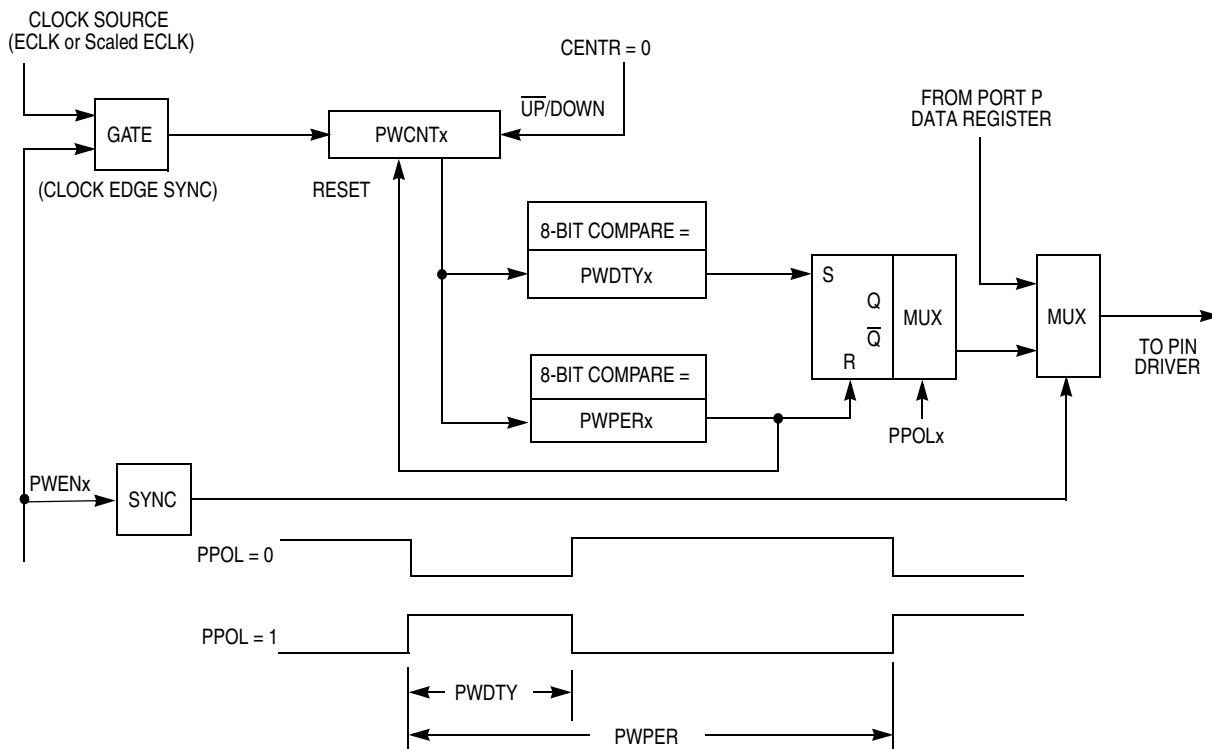 CLOCK SOURCE
(ECLK or Scaled ECLK)
CENTR = 0
U̅P̅/DOWN
FROM PORT P
DATA REGISTER
GATE
PWCNTx
(CLOCK EDGE SYNC)
RESET
8-BIT COMPARE =
PWDTYx
S
Q
Q̅
R
MUX
MUX
TO PIN
DRIVER
8-BIT COMPARE =
PWPERx
PPOLx
PWENx
SYNC
PPOL = 0
PPOL = 1
PWDTY
PWPER